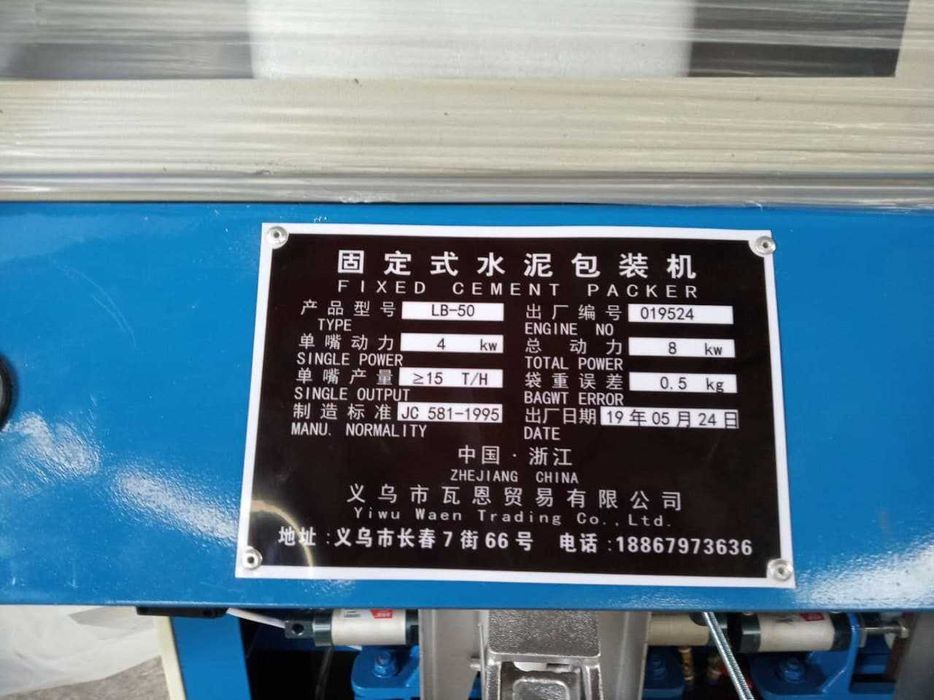 固定式水泥包装机
FIXED CEMENT PACKER
产品型号 LB-50 出厂编号 019524
TYPE ENGINE NO
单嘴动力 4 kw 总动力 8 kw
SINGLE POWER TOTAL POWER
单嘴产量 ≥15 T/H 袋重误差 0.5 kg
SINGLE OUTPUT BAGWT ERROR
制造标准 JC 581-1995 出厂日期 19年05月24日
MANU. NORMALITY DATE
中国·浙江
ZHEJIANG CHINA
义乌市瓦恩贸易有限公司
Yiwu Waen Trading Co., Ltd.
地址:义乌市长春7街66号 电话:18867973636